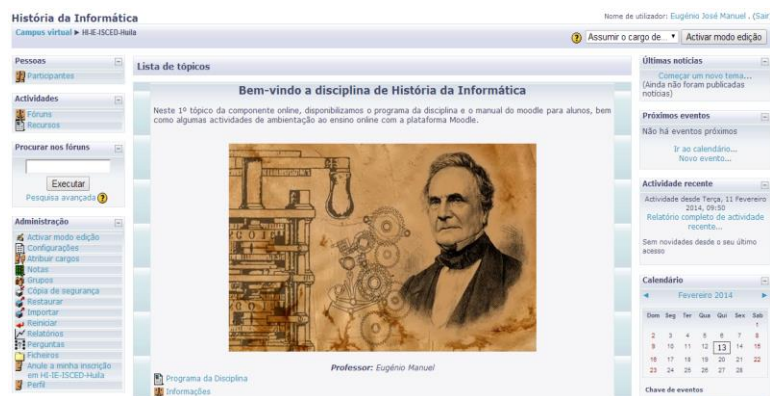 História da Informática
Nome de utilizador: Eugénio José Manuel . (Sair
Campus virtual ► HI-IE-ISCED-Huila
Assumir o cargo de...
Activar modo edição
Pessoas
Participantes
Actividades
Fóruns
Recursos
Procurar nos fóruns
Executar
Pesquisa avançada
Administração
Activar modo edição
Configurações
Atribuir cargos
Notas
Grupos
Cópia de segurança
Restaurar
Importar
Reiniciar
Relatórios
Perguntas
Ficheiros
Anule a minha inscrição
em HI-IE-ISCED-Huila
Perfil
Lista de tópicos
Bem-vindo a disciplina de História da Informática
Neste 1º tópico da componente online, disponibilizamos o programa da disciplina e o manual do moodle para alunos, bem
como algumas actividades de ambientação ao ensino online com a plataforma Moodle.
Professor: Eugénio Manuel
Programa da Disciplina
Informações
Últimas notícias
Começar um novo tema...
(Ainda não foram publicadas
notícias)
Próximos eventos
Não há eventos próximos
Ir ao calendário...
Novo evento...
Actividade recente
Actividade desde Terça, 11 Fevereiro
2014, 09:50
Relatório completo de actividade
recente...
Sem novidades desde o seu último
acesso
Calendário
◄ Fevereiro 2014 ►
Dom Seg Ter Qua Qui Sex Sab
1
2 3 4 5 6 7 8
9 10 11 12 13 14 15
16 17 18 19 20 21 22
23 24 25 26 27 28
Chave de eventos